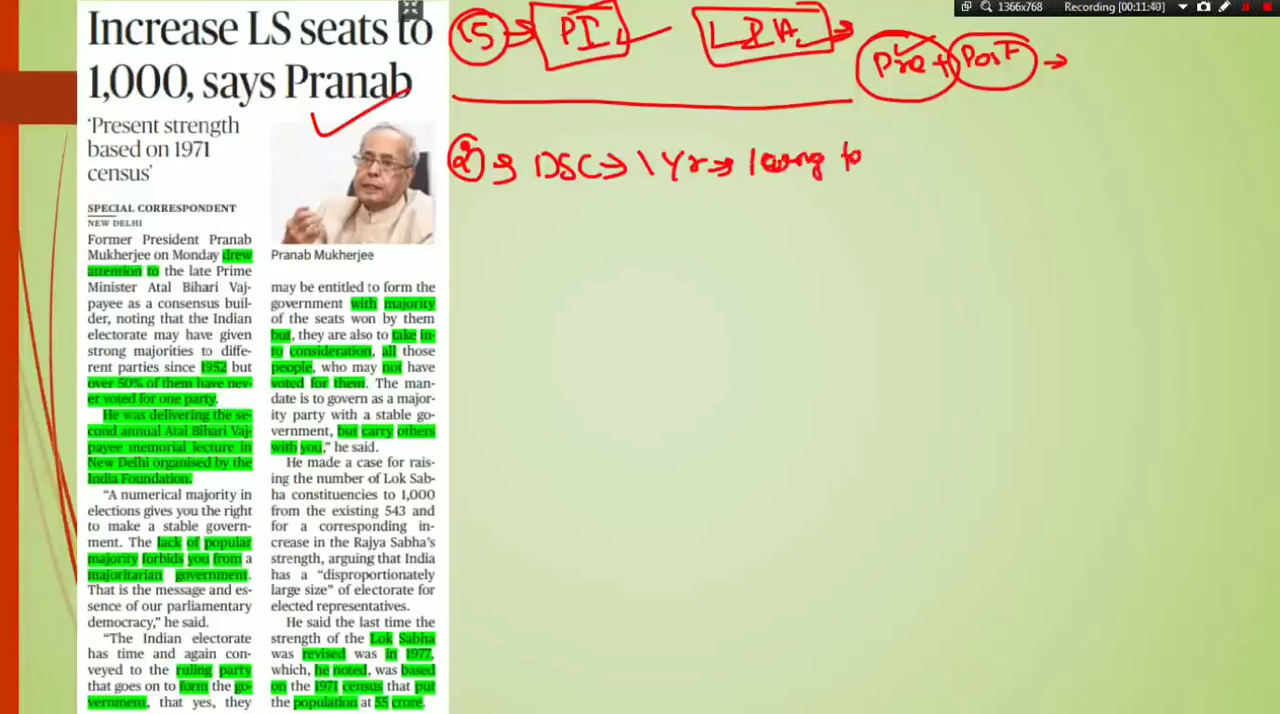 Increase LS seats to
1,000, says Pranab
'Present strength
based on 1971
census'
SPECIAL CORRESPONDENT
NEW DELHI
Former President Pranab
Mukherjee on Monday drew
attention to the late Prime
Minister Atal Bihari Vaj-
payee as a consensus buil-
der, noting that the Indian
electorate may have given
strong majorities to diffe-
rent parties since 1952 but
over 50% of them have nev-
er voted for one party.
He was delivering the se-
cond annual Atal Bihari Vaj-
payee memorial lecture in
New Delhi organised by the
India Foundation.
"A numerical majority in
elections gives you the right
to make a stable govern-
ment. The lack of popular
majority forbids you from a
majoritarian government.
That is the message and es-
sence of our parliamentary
democracy," he said.
"The Indian electorate
has time and again con-
veyed to the ruling party
that goes on to form the go-
vernment, that yes, they
Pranab Mukherjee
may be entitled to form the
government with majority
of the seats won by them
but, they are also to take in-
to consideration, all those
people, who may not have
voted for them. The man-
date is to govern as a major-
ity party with a stable go-
vernment, but carry others
with you," he said.
He made a case for rais-
ing the number of Lok Sab-
ha constituencies to 1,000
from the existing 543 and
for a corresponding in-
crease in the Rajya Sabha's
strength, arguing that India
has a "disproportionately
large size" of electorate for
elected representatives.
He said the last time the
strength of the Lok Sabha
was revised was in 1977,
which, he noted, was based
on the 1971 census that put
the population at 55 crore.
1366x768 Recording [00:11:40]
PI
Pre + Post →
DSC → 1 Yr →